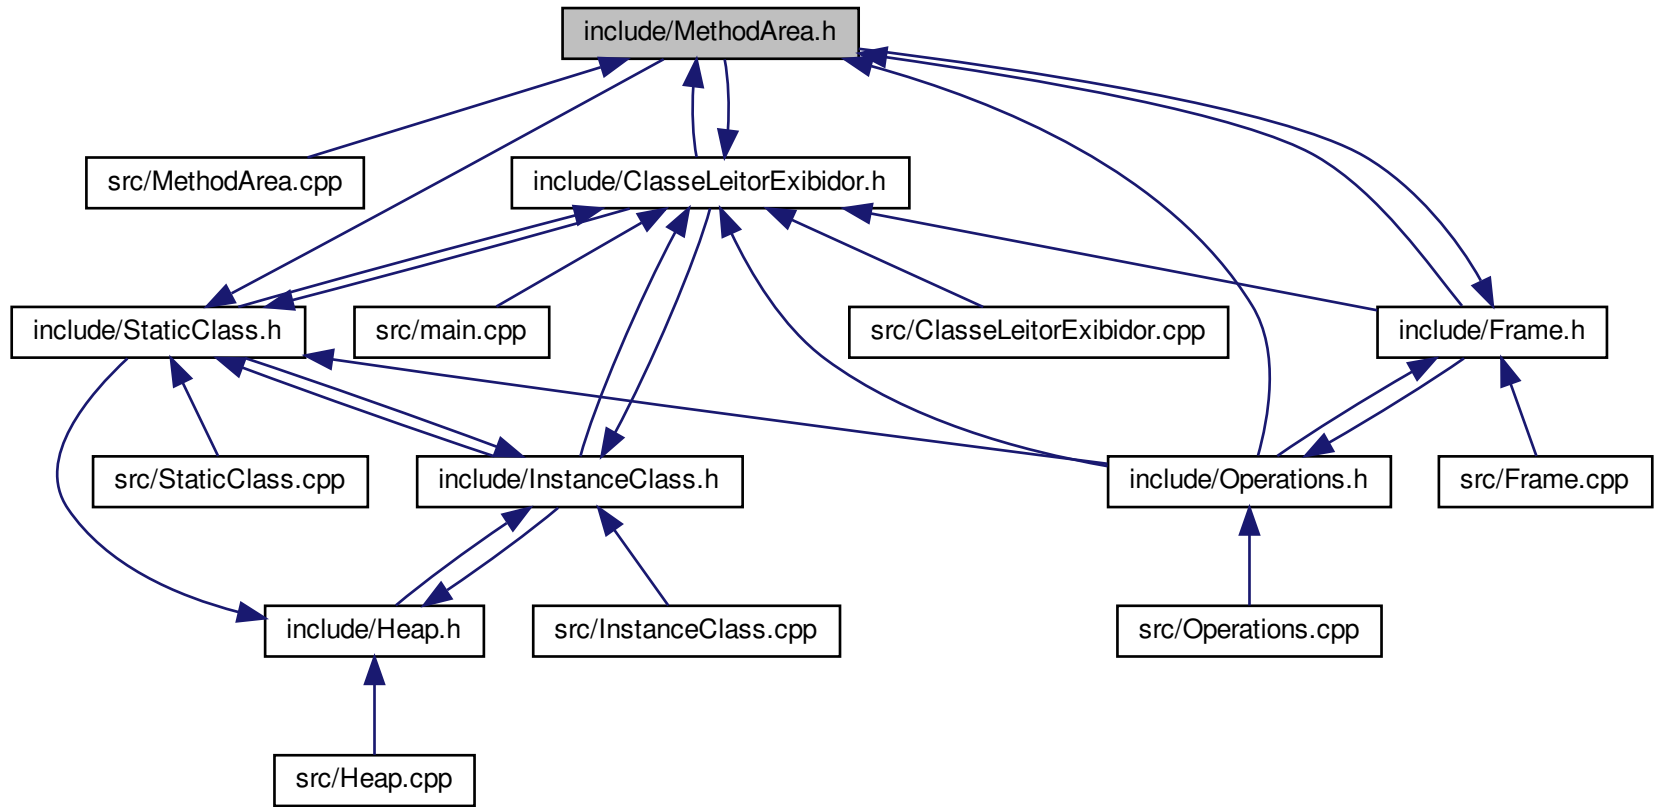 include/MethodArea.h
src/MethodArea.cpp
include/ClasseLeitorExibidor.h
include/StaticClass.h
src/main.cpp
src/ClasseLeitorExibidor.cpp
include/Frame.h
src/StaticClass.cpp
include/InstanceClass.h
include/Operations.h
src/Frame.cpp
include/Heap.h
src/InstanceClass.cpp
src/Operations.cpp
src/Heap.cpp